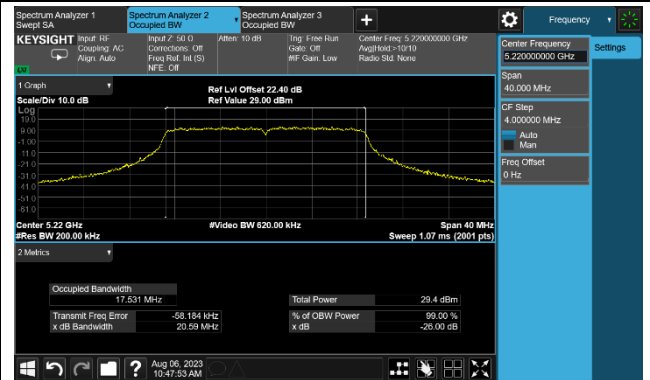 Spectrum Analyzer 1
Swept SA
Spectrum Analyzer 2
Occupied BW
Spectrum Analyzer 3
Occupied BW
Frequency
KEYSIGHT
Input: RF
Coupling: AC
Align: Auto
Input Z: 50 Ω
Corrections: Off
Freq Ref: Int (S)
NFE: Off
Atten: 10 dB
Trig: Free Run
Gate: Off
#IF Gain: Low
Center Freq: 5.220000000 GHz
Avg|Hold:>10/10
Radio Std: None
LXI
Center Frequency
5.220000000 GHz
Settings
Span
40.000 MHz
CF Step
4.000000 MHz
Auto
Man
Freq Offset
0 Hz
1 Graph
Scale/Div 10.0 dB
Ref Lvl Offset 22.40 dB
Ref Value 29.00 dBm
Log
19.0
9.00
-1.00
-11.0
-21.0
-31.0
-41.0
-51.0
-61.0
Center 5.22 GHz
#Res BW 200.00 kHz
#Video BW 620.00 kHz
Span 40 MHz
Sweep 1.07 ms (2001 pts)
2 Metrics
Occupied Bandwidth
17.531 MHz
Total Power 29.4 dBm
Transmit Freq Error -58.184 kHz
% of OBW Power 99.00 %
x dB Bandwidth 20.59 MHz
x dB -26.00 dB
Aug 06, 2023
10:47:53 AM